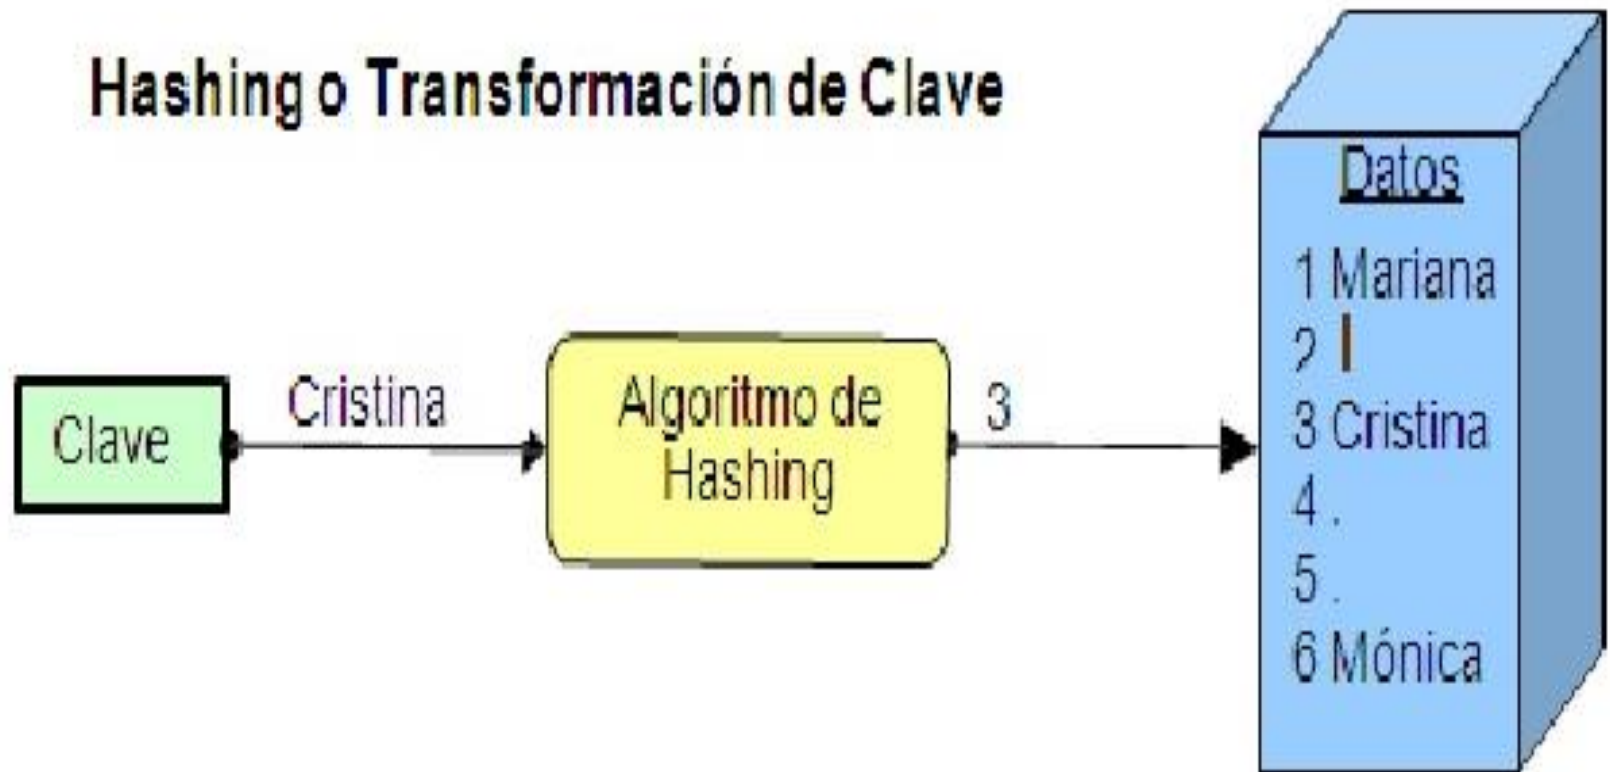 Hashing o Transformación de Clave
Clave
Cristina
Algoritmo de
Hashing
3
Datos
1 Mariana
2
3 Cristina
4 .
5 .
6 Mónica